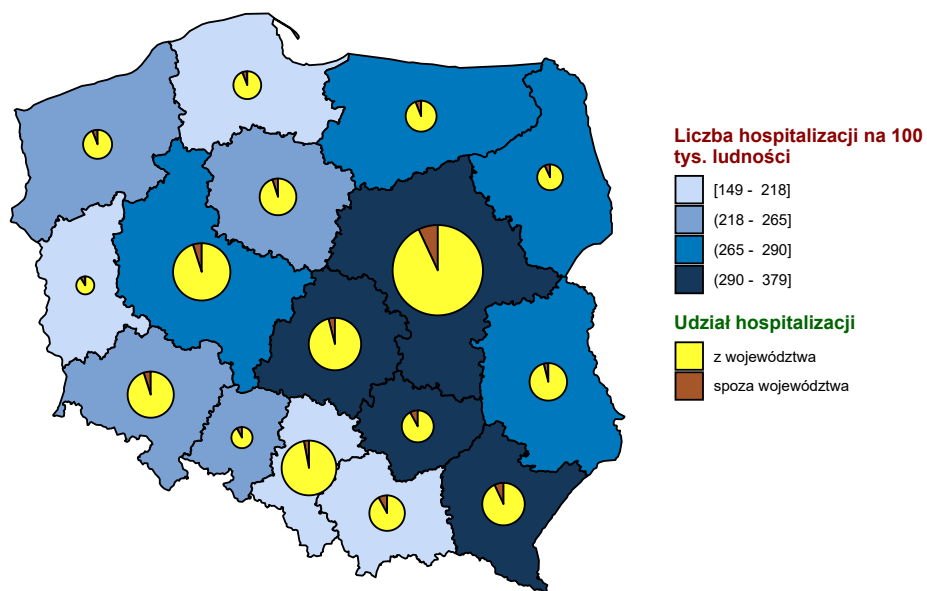 Liczba hospitalizacji na 100
tys. ludności
[149 - 218]
(218 - 265]
(265 - 290]
(290 - 379]
Udział hospitalizacji
z województwa
spoza województwa